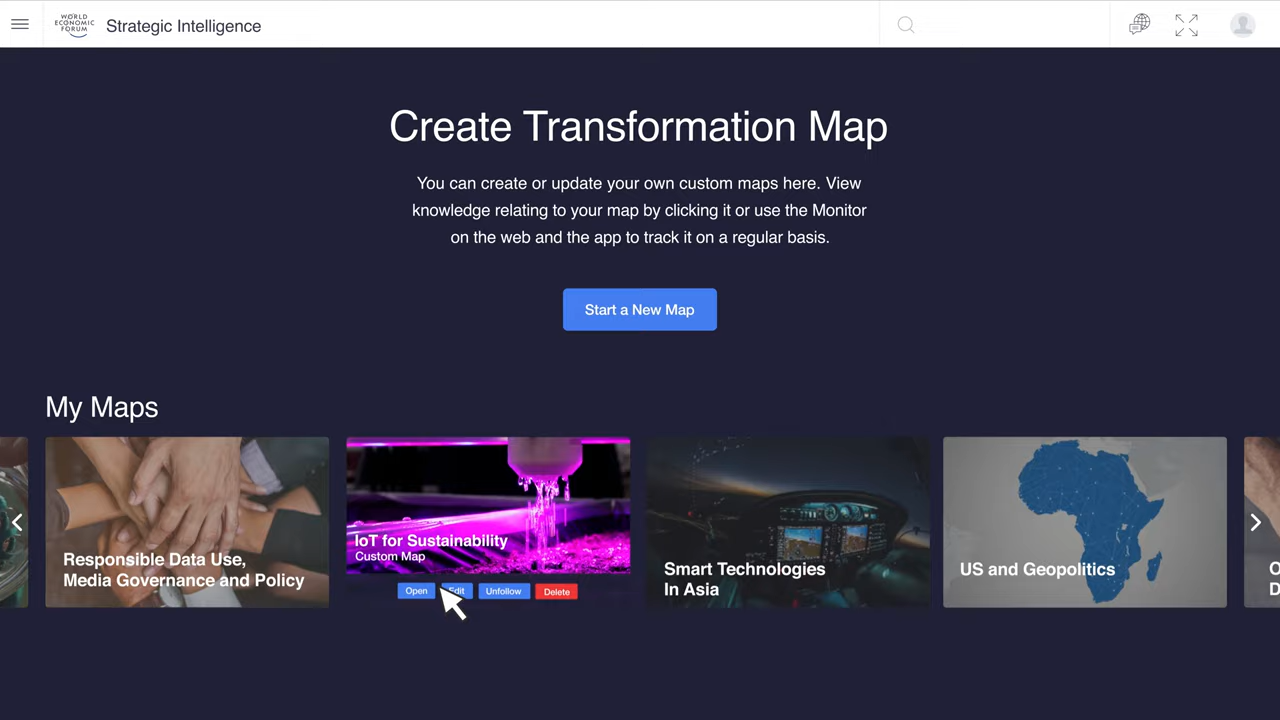 WORLD
ECONOMIC
FORUM
Strategic Intelligence
Create Transformation Map
You can create or update your own custom maps here. View
knowledge relating to your map by clicking it or use the Monitor
on the web and the app to track it on a regular basis.
Start a New Map
My Maps
Responsible Data Use,
Media Governance and Policy
IoT for Sustainability
Custom Map
Open Edit Unfollow Delete
Smart Technologies
In Asia
US and Geopolitics